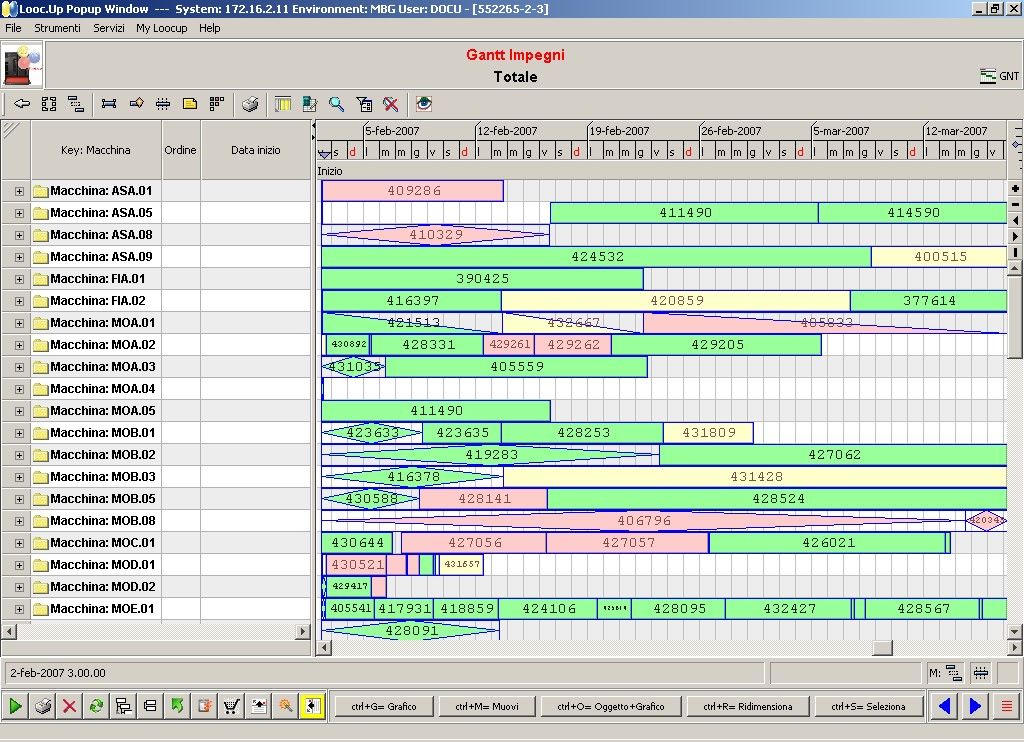 Looc.Up Popup Window --- System: 172.16.2.11 Environment: MBG User: DOCU - [552265-2-3]
File Strumenti Servizi My Loocup Help
Gantt Impegni
Totale
GNT
5-feb-2007 12-feb-2007 19-feb-2007 26-feb-2007 5-mar-2007 12-mar-2007
Key: Macchina Ordine Data inizio
s d l m m g v s d l m m g v s d l m m g v s d l m m g v s d l m m g v s d l m m g v
Inizio
Macchina: ASA.01 409286
Macchina: ASA.05 411490 414590
Macchina: ASA.08 410329
Macchina: ASA.09 424532 400515
Macchina: FIA.01 390425
Macchina: FIA.02 416397 420859 377614
Macchina: MOA.01 421513 432667 405833
Macchina: MOA.02 430892 428331 429261 429262 429205
Macchina: MOA.03 431035 405559
Macchina: MOA.04
Macchina: MOA.05 411490
Macchina: MOB.01 423633 423635 428253 431809
Macchina: MOB.02 419283 427062
Macchina: MOB.03 416378 431428
Macchina: MOB.05 430588 428141 428524
Macchina: MOB.08 406796
Macchina: MOC.01 430644 427056 427057 426021
Macchina: MOD.01 430521 431657
Macchina: MOD.02 429417
Macchina: MOE.01 405541 417931 418859 424106 428095 432427 428567
428091
2-feb-2007 3.00.00 M:
ctrl+G= Grafico ctrl+M= Muovi ctrl+O= Oggetto+Grafico ctrl+R= Ridimensiona ctrl+S= Seleziona